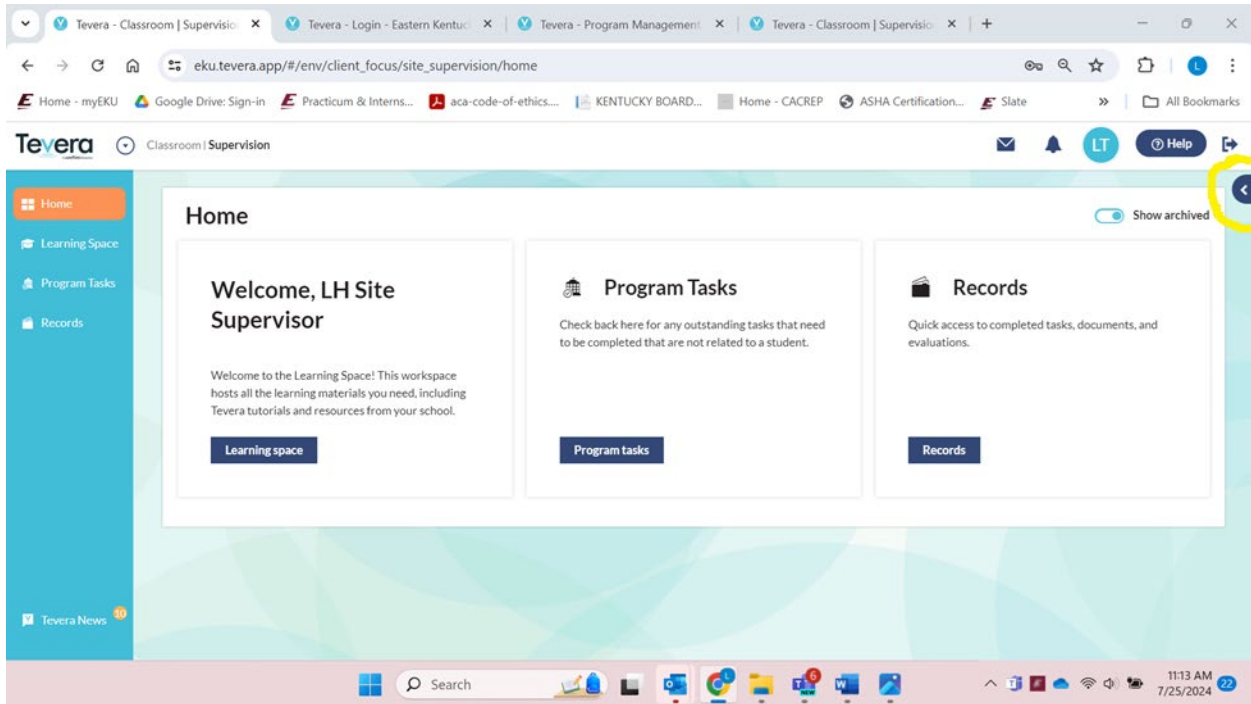 Tevera - Classroom | Supervisio
Tevera - Login - Eastern Kentuc
Tevera - Program Management
Tevera - Classroom | Supervisio
eku.tevera.app/#/env/client_focus/site_supervision/home
L
Home - myEKU
Google Drive: Sign-in
Practicum & Interns...
aca-code-of-ethics....
KENTUCKY BOARD...
Home - CACREP
ASHA Certification...
Slate
»
All Bookmarks
Tevera
Classroom | Supervision
LT
Help
Home
Learning Space
Program Tasks
Records
Tevera News 10
Home
Show archived
Welcome, LH Site
Supervisor
Welcome to the Learning Space! This workspace
hosts all the learning materials you need, including
Tevera tutorials and resources from your school.
Learning space
Program Tasks
Check back here for any outstanding tasks that need
to be completed that are not related to a student.
Program tasks
Records
Quick access to completed tasks, documents, and
evaluations.
Records
Search
6
NEW
11:13 AM
7/25/2024
22